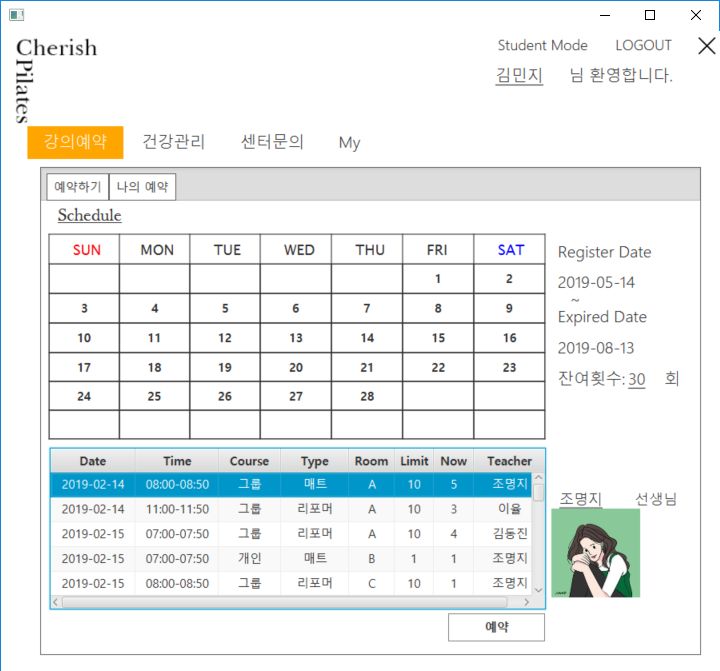 Cherish
Pilates
Student Mode LOGOUT
김민지 님 환영합니다.
강의예약 건강관리 센터문의 My
예약하기 나의 예약
Schedule
SUN MON TUE WED THU FRI SAT
1 2
3 4 5 6 7 8 9
10 11 12 13 14 15 16
17 18 19 20 21 22 23
24 25 26 27 28
Register Date
2019-05-14
~
Expired Date
2019-08-13
잔여횟수: 30 회
Date Time Course Type Room Limit Now Teacher
2019-02-14 08:00-08:50 그룹 매트 A 10 5 조명지
2019-02-14 11:00-11:50 그룹 리포머 A 10 3 이율
2019-02-15 07:00-07:50 그룹 리포머 A 10 4 김동진
2019-02-15 07:00-07:50 개인 매트 B 1 1 조명지
2019-02-15 08:00-08:50 그룹 리포머 C 10 1 조명지
조명지 선생님
예약